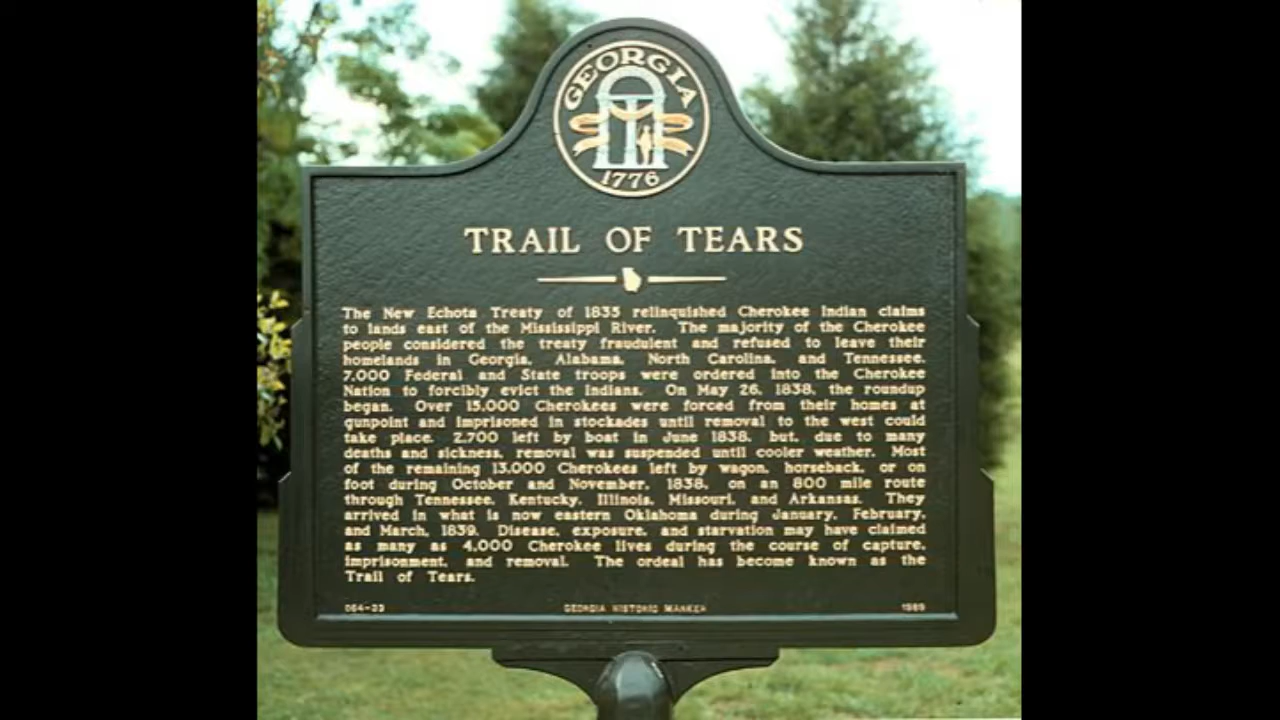 GEORGIA
1776
TRAIL OF TEARS
The New Echota Treaty of 1835 relinquished Cherokee Indian claims
to lands east of the Mississippi River. The majority of the Cherokee
people considered the treaty fraudulent and refused to leave their
homelands in Georgia, Alabama, North Carolina, and Tennessee.
7,000 Federal and State troops were ordered into the Cherokee
Nation to forcibly evict the Indians. On May 26, 1838, the roundup
began. Over 15,000 Cherokees were forced from their homes at
gunpoint and imprisoned in stockades until removal to the west could
take place. 2,700 left by boat in June 1838, but, due to many
deaths and sickness, removal was suspended until cooler weather. Most
of the remaining 13,000 Cherokees left by wagon, horseback, or on
foot during October and November, 1838, on an 800 mile route
through Tennessee, Kentucky, Illinois, Missouri, and Arkansas. They
arrived in what is now eastern Oklahoma during January, February,
and March, 1839. Disease, exposure, and starvation may have claimed
as many as 4,000 Cherokee lives during the course of capture,
imprisonment, and removal. The ordeal has become known as the
Trail of Tears.
064-33 GEORGIA HISTORIC MARKER 1989